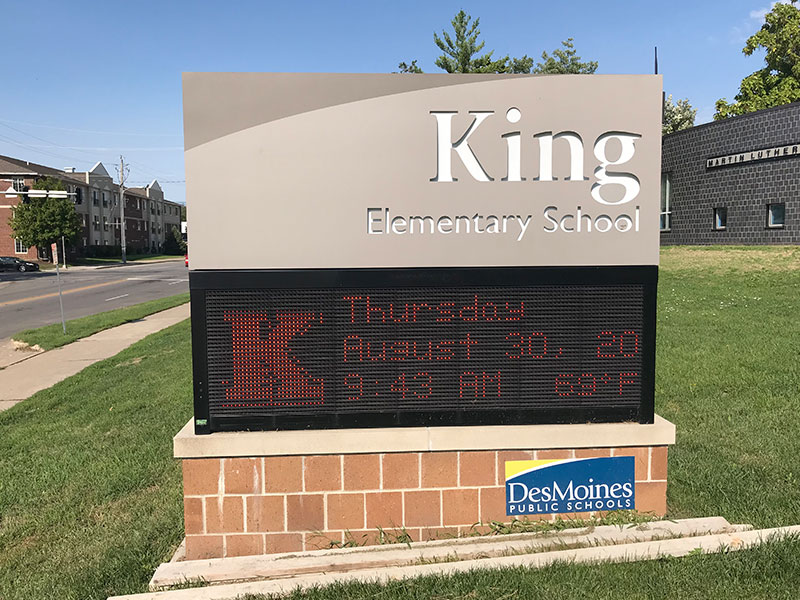 King
Elementary School
MARTIN LUTHER
K
Thursday
August 30, 20
9:43 AM 69°F
DesMoines
PUBLIC SCHOOLS